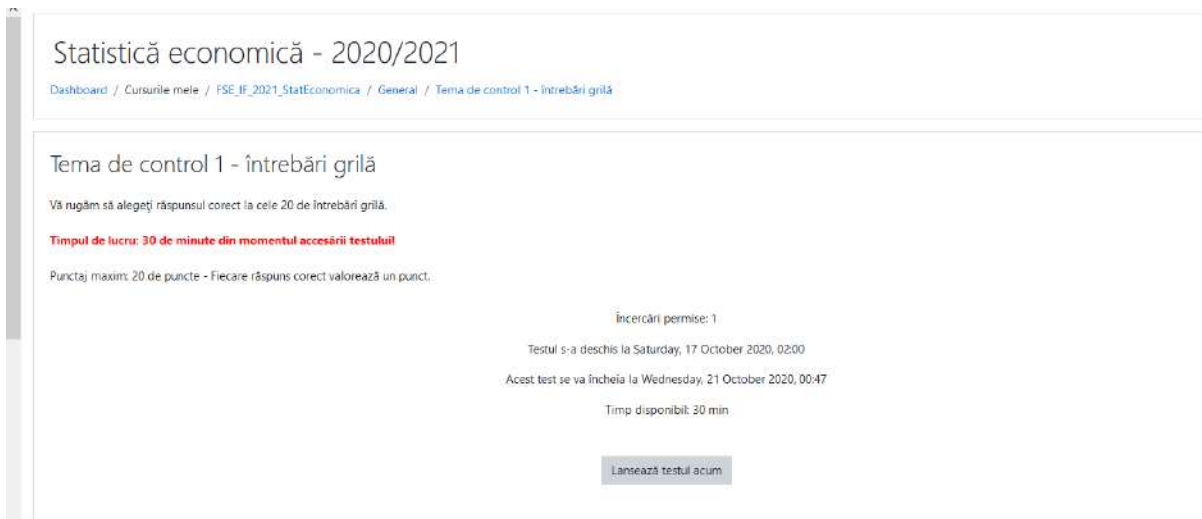 Statistică economică - 2020/2021
Dashboard / Cursurile mele / FSE_IF_2021_StatEconomica / General / Tema de control 1 - întrebări grilă
Tema de control 1 - întrebări grilă
Vă rugăm să alegeți răspunsul corect la cele 20 de întrebări grilă.
Timpul de lucru: 30 de minute din momentul accesării testului!
Punctaj maxim: 20 de puncte - Fiecare răspuns corect valorează un punct.
Încercări permise: 1
Testul s-a deschis la Saturday, 17 October 2020, 02:00
Acest test se va încheia la Wednesday, 21 October 2020, 00:47
Timp disponibil: 30 min
Lansează testul acum